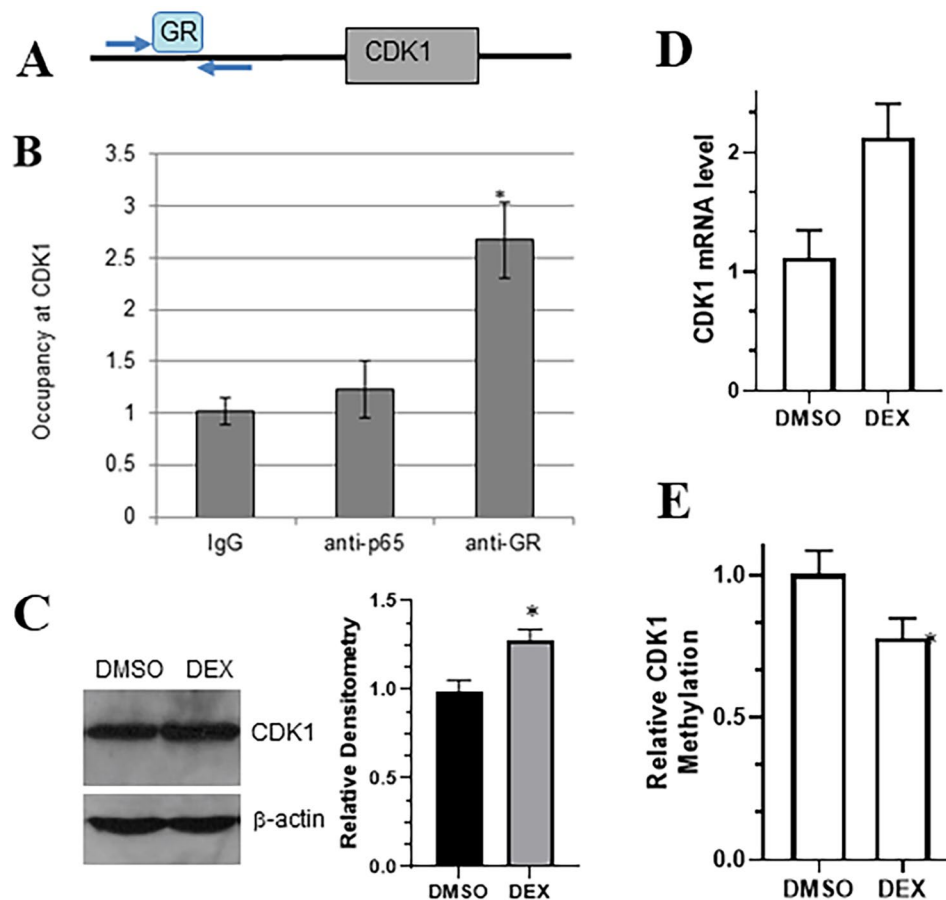 A
GR
CDK1
B
Occupancy at CDK1
3.5
3
2.5
2
1.5
1
0.5
0
*
IgG
anti-p65
anti-GR
C
DMSO
DEX
CDK1
β-actin
Relative Densitometry
1.5
1.0
0.5
0.0
*
DMSO
DEX
D
CDK1 mRNA level
2
1
0
DMSO
DEX
E
Relative CDK1
Methylation
1.0
0.5
0.0
*
DMSO
DEX